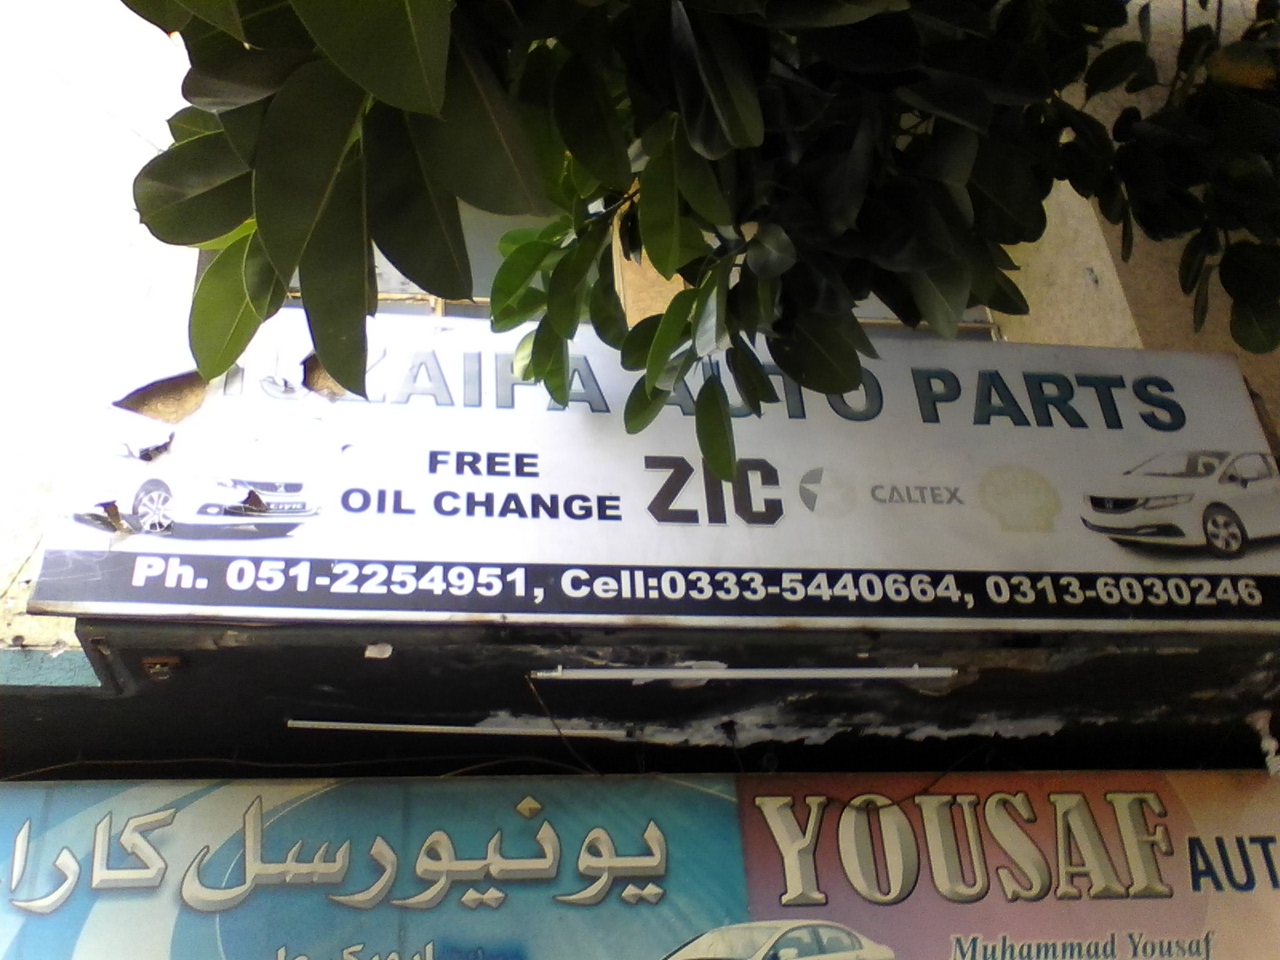 AUTO PARTS
FREE
OIL CHANGE
ZIC
CALTEX
Civic
Ph. 051-2254951, Cell:0333-5440664, 0313-6030246
یونیورسل کار
YOUSAF
Muhammad Yousaf